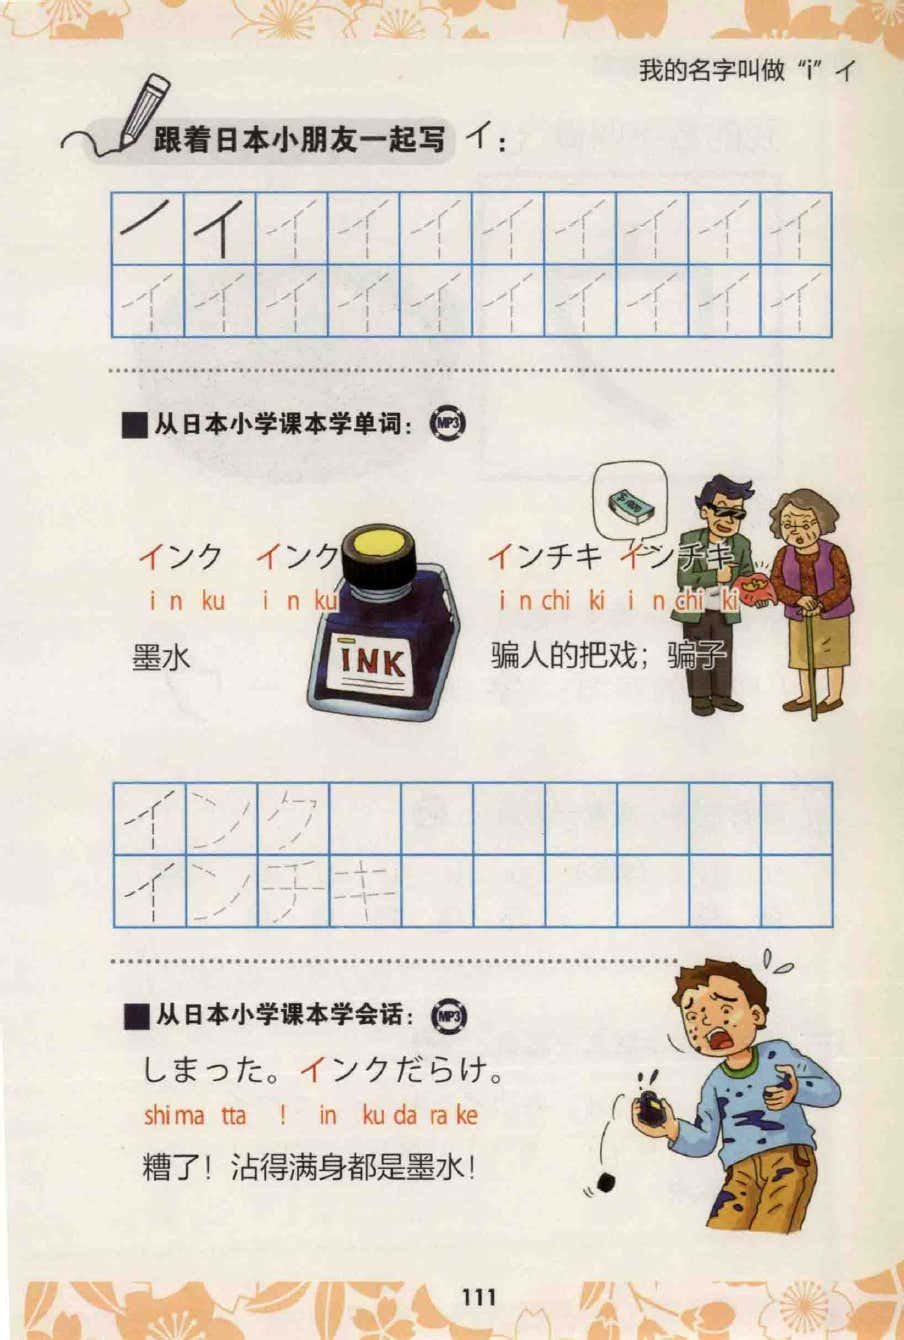 我的名字叫做“i”イ
跟着日本小朋友一起写 イ：
ノ イ イ イ イ イ イ イ イ イ
イ イ イ イ イ イ イ イ イ イ
■ 从日本小学课本学单词： MP3
インク インク
i n ku i n ku
墨水
INK
インチキ インチキ
i n chi ki i n chi ki
骗人的把戏；骗子
インク
インチキ
■ 从日本小学课本学会话： MP3
しまった。インクだらけ。
shi ma tta ! in ku da ra ke
糟了！沾得满身都是墨水！
111